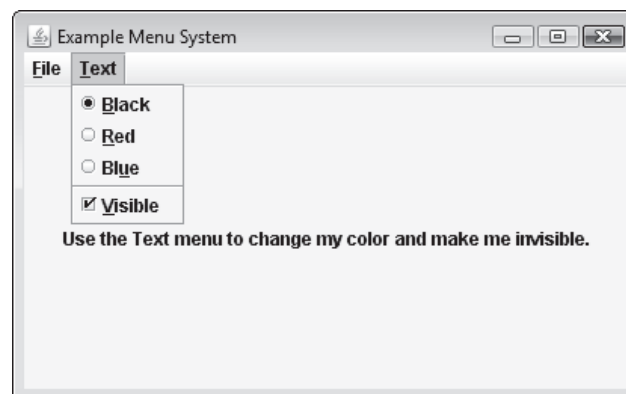 Example Menu System
File Text
Black
Red
Blue
Visible
Use the Text menu to change my color and make me invisible.